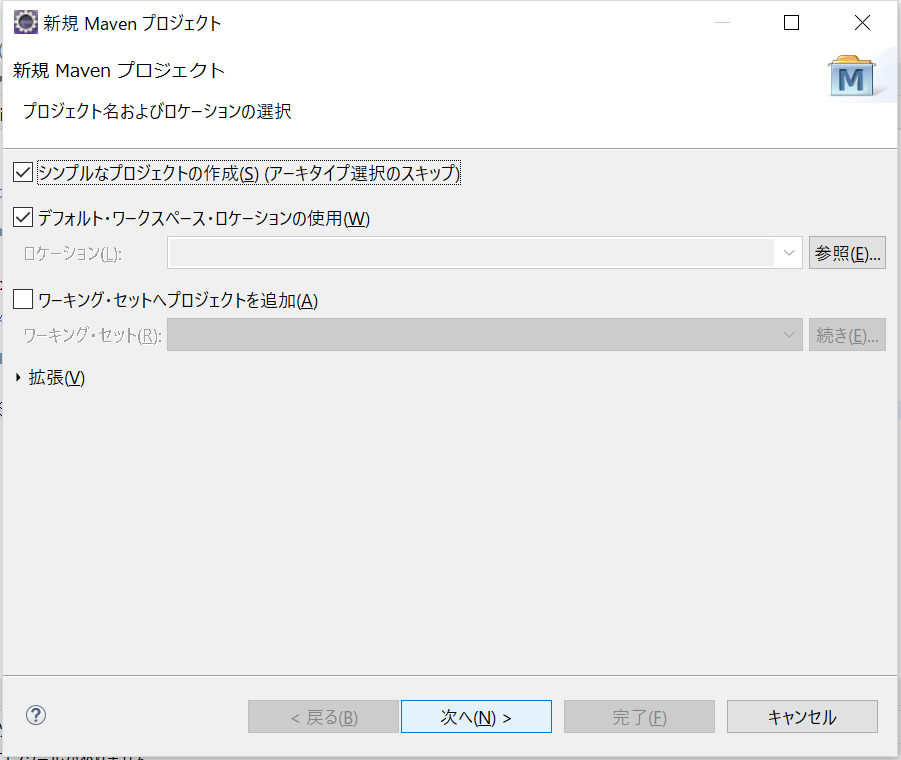 新規 Maven プロジェクト
新規 Maven プロジェクト
M
プロジェクト名およびロケーションの選択
シンプルなプロジェクトの作成(S) (アーキタイプ選択のスキップ)
デフォルト・ワークスペース・ロケーションの使用(W)
ロケーション(L):
参照(E)...
ワーキング・セットへプロジェクトを追加(A)
ワーキング・セット(R):
続き(E)...
拡張(V)
?
< 戻る(B)
次へ(N) >
完了(F)
キャンセル